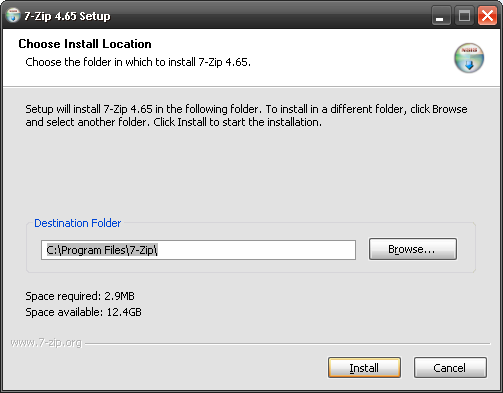 7-Zip 4.65 Setup
Choose Install Location
Choose the folder in which to install 7-Zip 4.65.
Setup will install 7-Zip 4.65 in the following folder. To install in a different folder, click Browse
and select another folder. Click Install to start the installation.
Destination Folder
C:\Program Files\7-Zip\
Browse...
Space required: 2.9MB
Space available: 12.4GB
www.7-zip.org
Install
Cancel